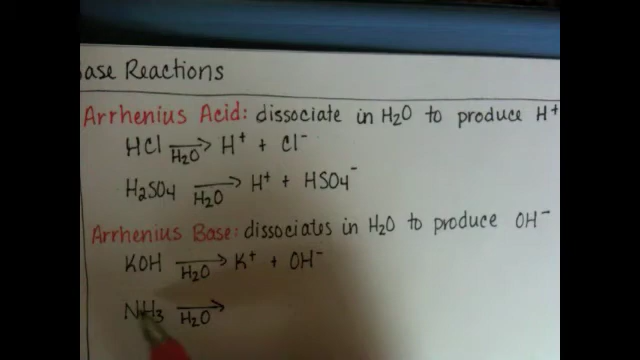 Base Reactions
Arrhenius Acid: dissociate in H₂O to produce H⁺
HCl →H₂O H⁺ + Cl⁻
H₂SO₄ →H₂O H⁺ + HSO₄⁻
Arrhenius Base: dissociates in H₂O to produce OH⁻
KOH →H₂O K⁺ + OH⁻
NH₃ →H₂O